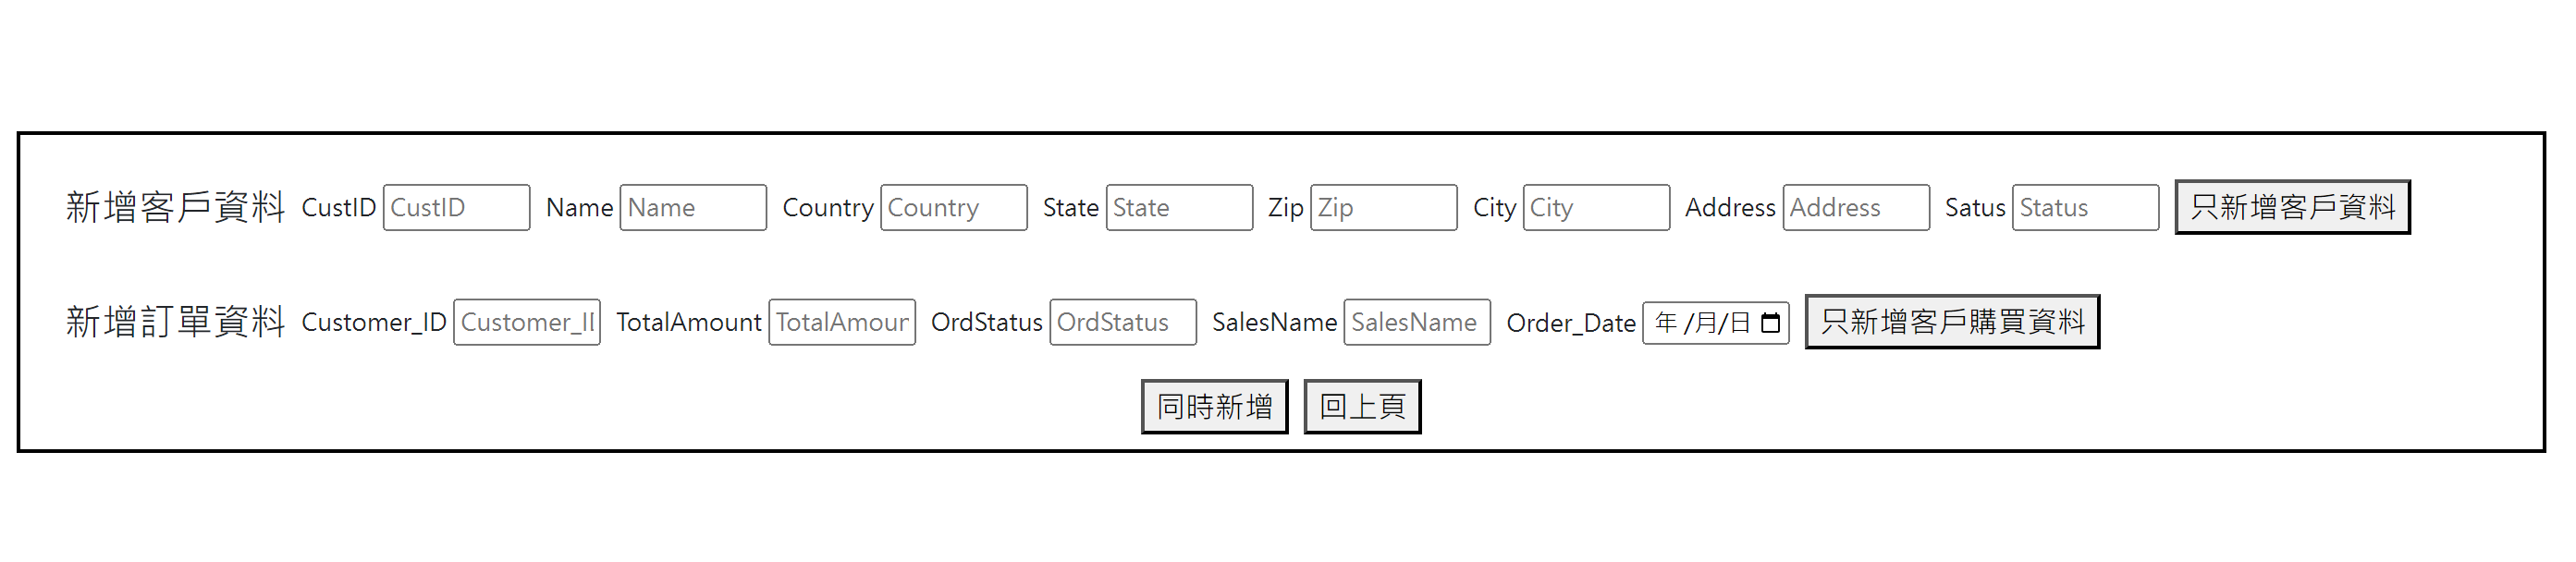 新增客戶資料 CustID CustID Name Name Country Country State State Zip Zip City City Address Address Satus Status 只新增客戶資料
新增訂單資料 Customer_ID Customer_I TotalAmount TotalAmoun OrdStatus OrdStatus SalesName SalesName Order_Date 年 /月/日 只新增客戶購買資料
同時新增 回上頁